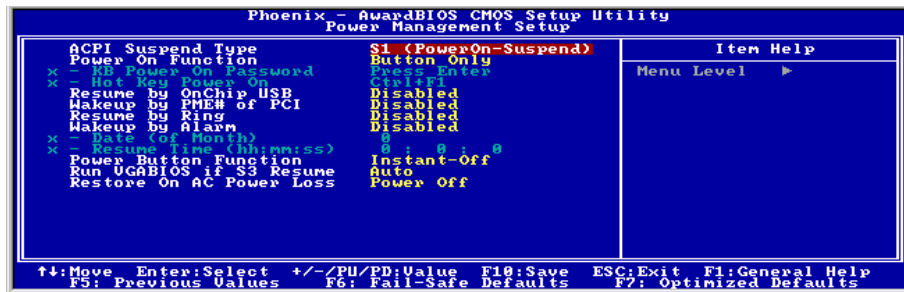 Phoenix - AwardBIOS CMOS Setup Utility
Power Management Setup
ACPI Suspend Type S1 (PowerOn-Suspend)
Power On Function Button Only
x - KB Power On Password Press Enter
x - Hot Key Power On Ctrl+F1
Resume by OnChip USB Disabled
Wakeup by PME# of PCI Disabled
Resume by Ring Disabled
Wakeup by Alarm Disabled
x - Date (of Month) 0
x - Resume Time (hh:mm:ss) 0 : 0 : 0
Power Button Function Instant-Off
Run VGABIOS if S3 Resume Auto
Restore On AC Power Loss Power Off
Item Help
Menu Level ▶
↑↓:Move Enter:Select +/-/PU/PD:Value F10:Save ESC:Exit F1:General Help
F5: Previous Values F6: Fail-Safe Defaults F7: Optimized Defaults